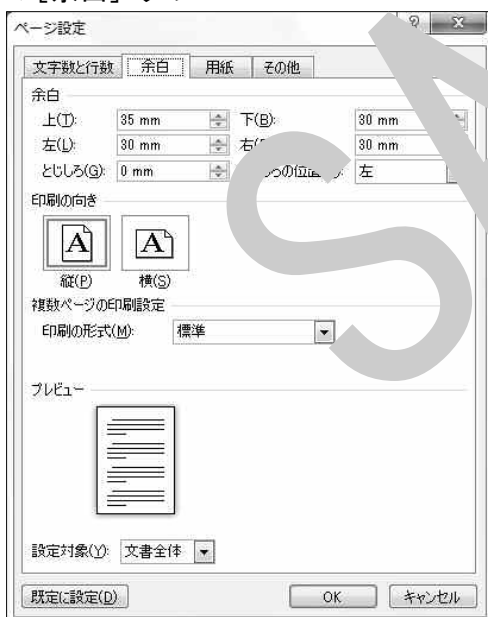 ページ設定
文字数と行数 余白 用紙 その他
余白
上(T): 35 mm 下(B): 30 mm
左(L): 30 mm 30 mm
とじしろ(G): 0 mm 左
印刷の向き
A A
縦(P) 横(S)
複数ページの印刷設定
印刷の形式(M): 標準
プレビュー
設定対象(Y): 文書全体
既定に設定(D) OK キャンセル